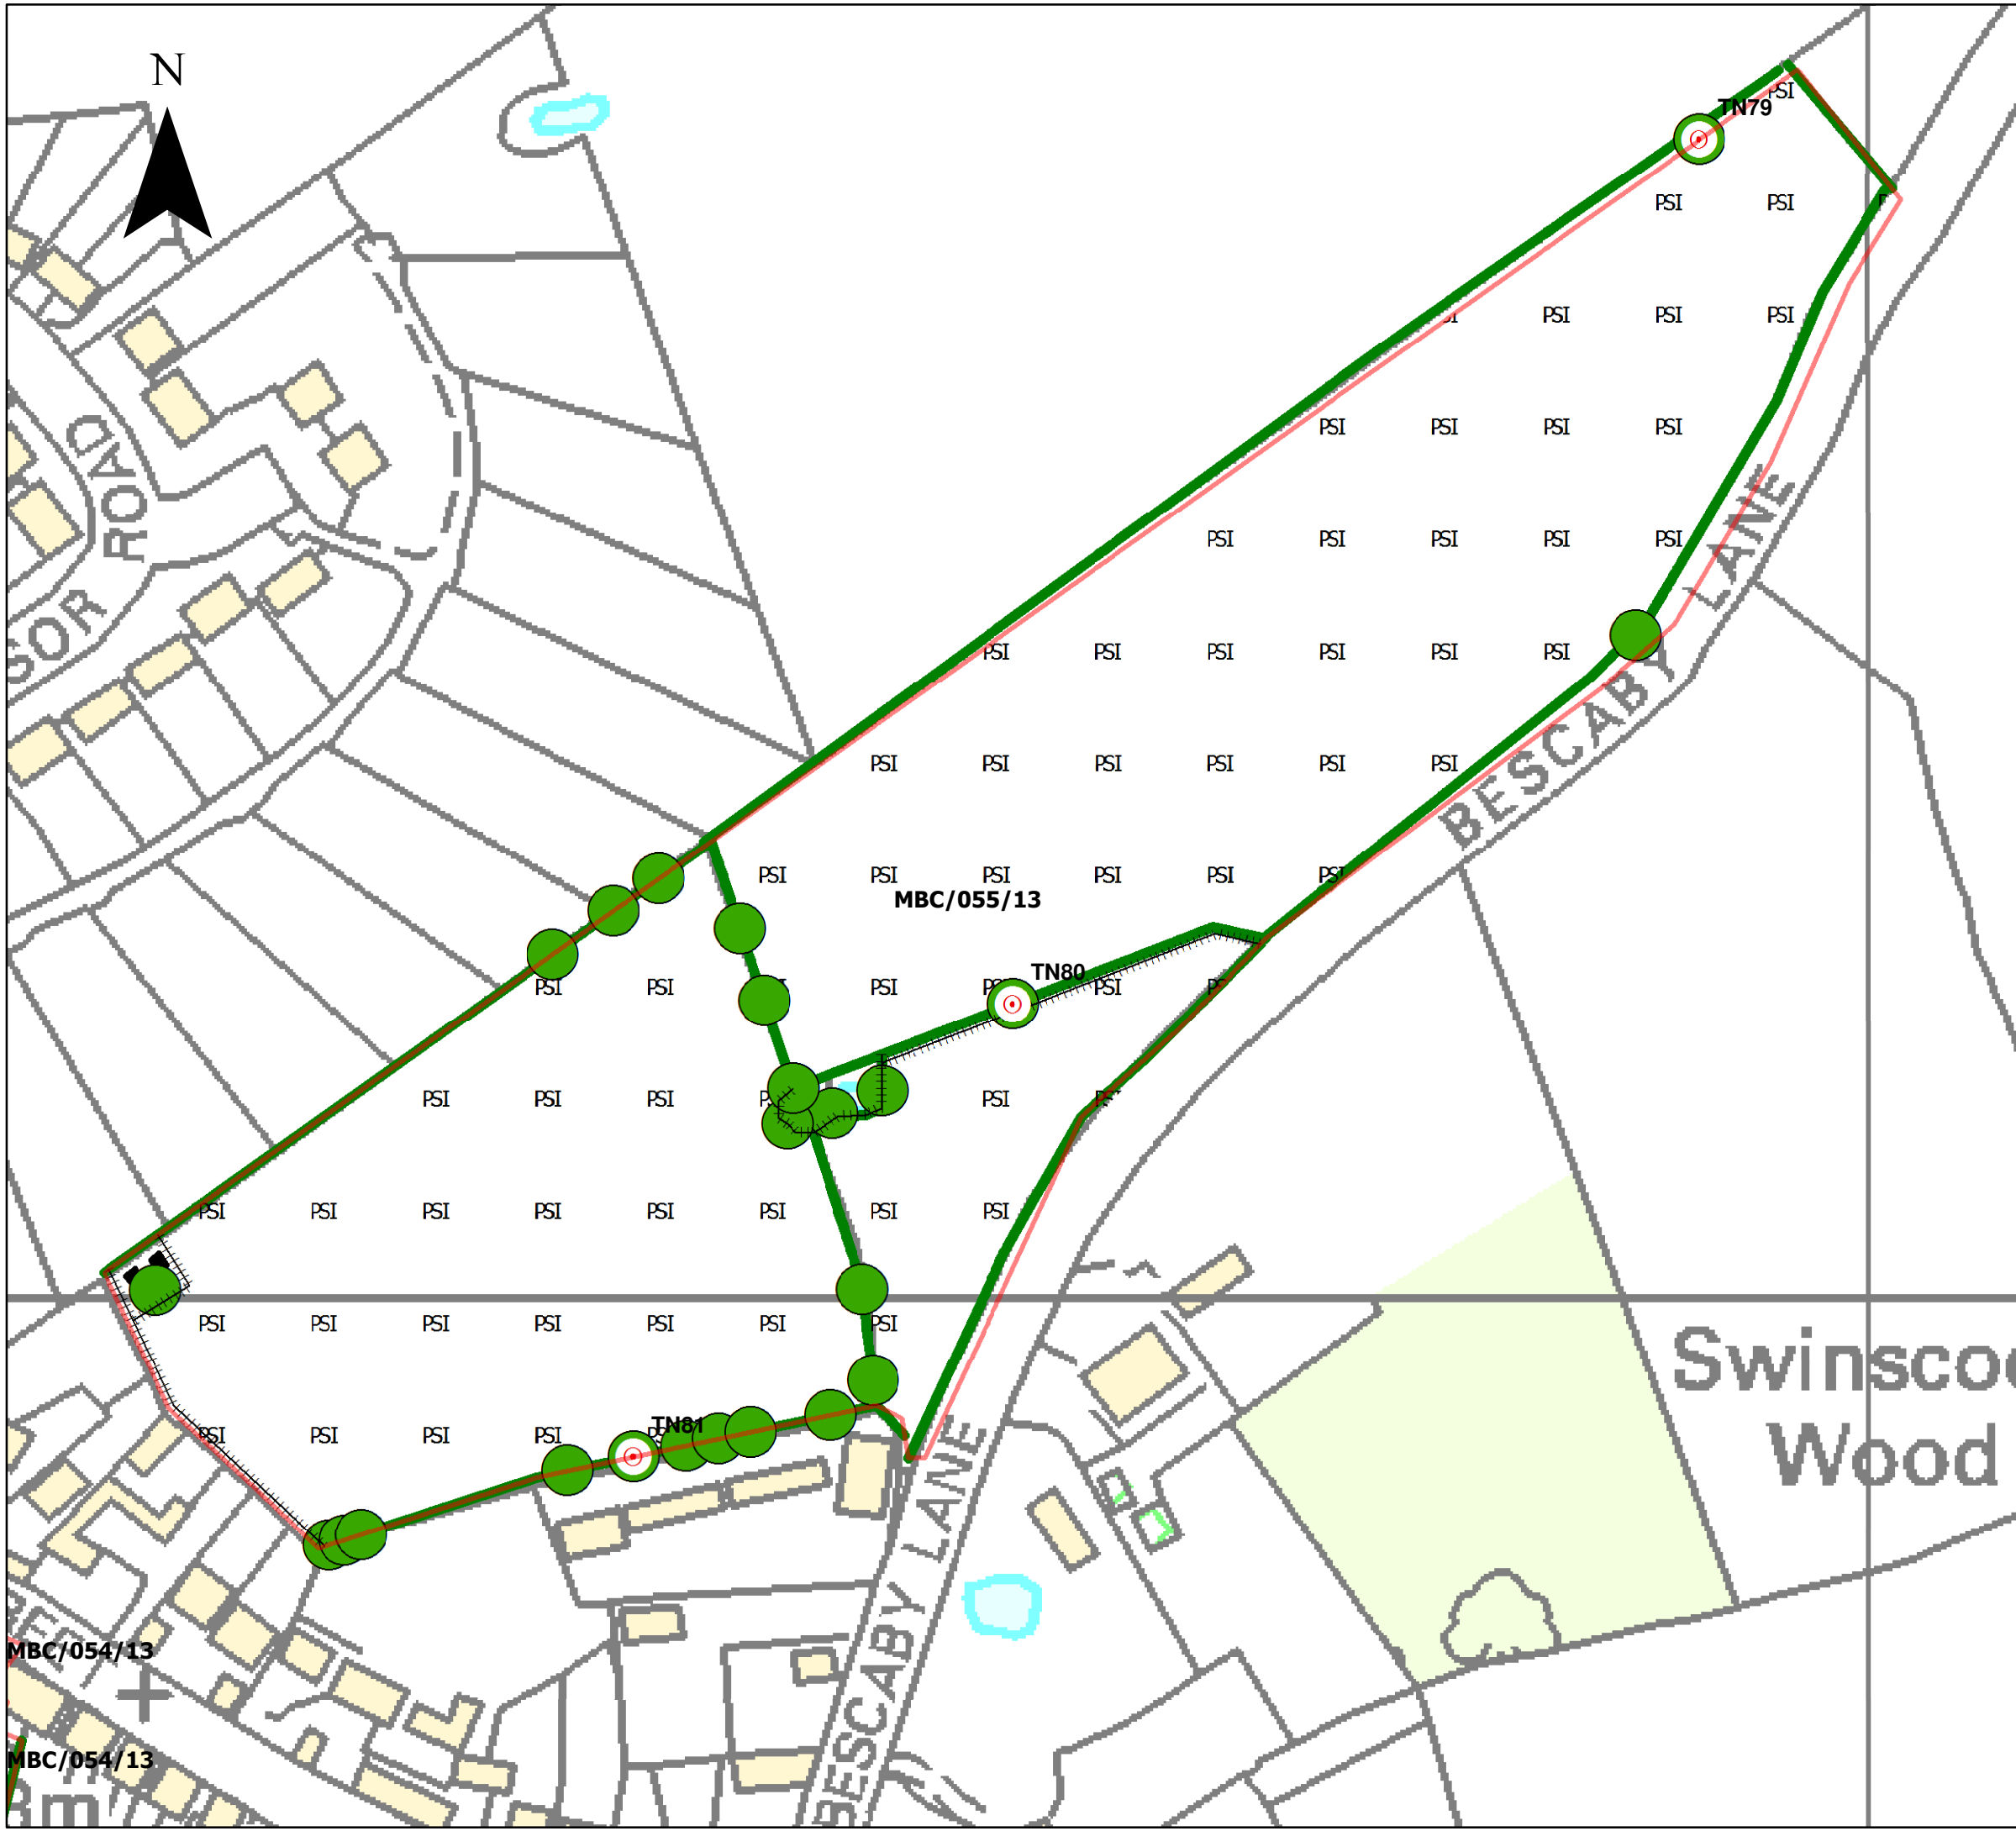 N
TN79
PSI
PSI PSI
PSI PSI PSI
ROAD
PSI PSI PSI PSI
PSI PSI PSI PSI PSI
LANE
SOR
PSI PSI PSI PSI PSI PSI
BESCABY
PSI PSI PSI PSI PSI PSI
PSI PSI PSI PSI PSI PSI
MBC/055/13
TN80
PSI PSI PSI PSI
PSI PSI PSI PSI
PSI PSI PSI PSI PSI PSI PSI PSI
PSI PSI PSI PSI PSI PSI PSI
Swinscoe
Wood
TN81
PSI PSI PSI PSI
BESCABY LANE
MBC/054/13
MBC/054/13